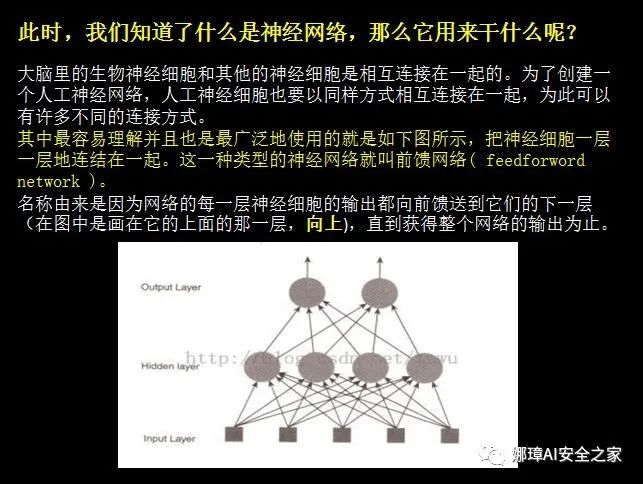 此时，我们知道了什么是神经网络，那么它用来干什么呢？
大脑里的生物神经细胞和其他的神经细胞是相互连接在一起的。为了创建一
个人工神经网络，人工神经细胞也要以同样方式相互连接在一起，为此可以
有许多不同的连接方式。
其中最容易理解并且也是最广泛地使用的就是如下图所示，把神经细胞一层
一层地连结在一起。这一种类型的神经网络就叫前馈网络( feedforword
network )。
名称由来是因为网络的每一层神经细胞的输出都向前馈送到它们的下一层
（在图中是画在它的上面的那一层，向上)，直到获得整个网络的输出为止。
Output Layer
Hidden layer
Input Layer
娜璋AI安全之家